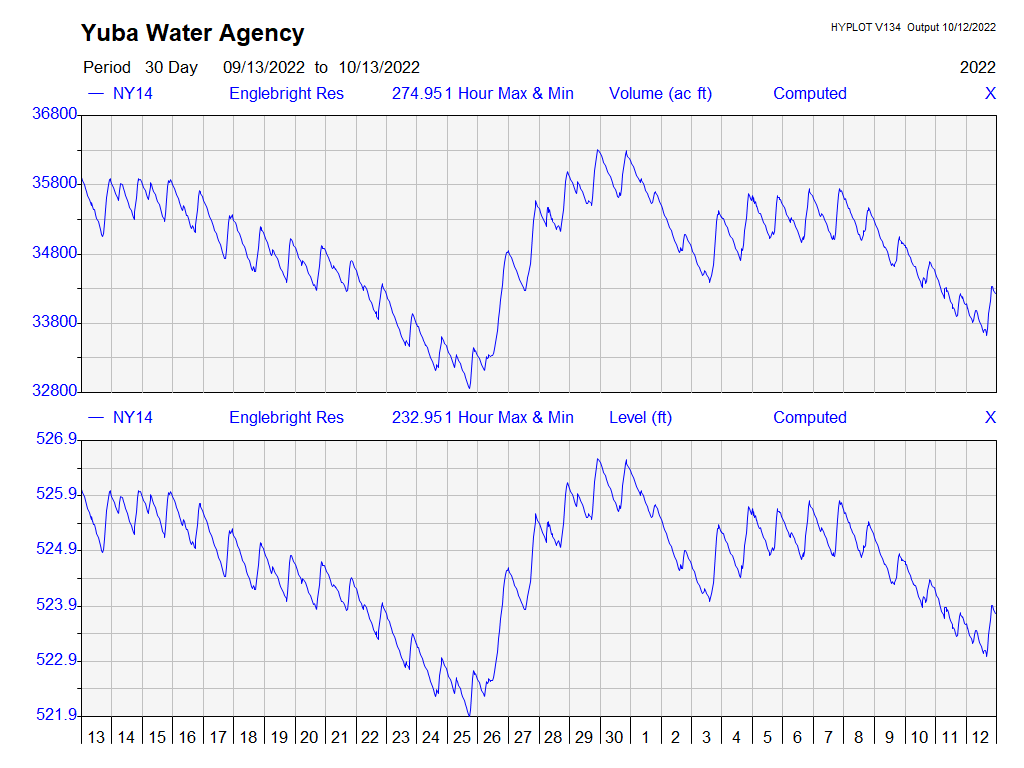 Yuba Water Agency
HYPLOT V134 Output 10/12/2022
Period 30 Day 09/13/2022 to 10/13/2022 2022
NY14 Englebright Res 274.951 Hour Max & Min Volume (ac ft) Computed X
36800
35800
34800
33800
32800
NY14 Englebright Res 232.951 Hour Max & Min Level (ft) Computed X
526.9
525.9
524.9
523.9
522.9
521.9
13 14 15 16 17 18 19 20 21 22 23 24 25 26 27 28 29 30 1 2 3 4 5 6 7 8 9 10 11 12